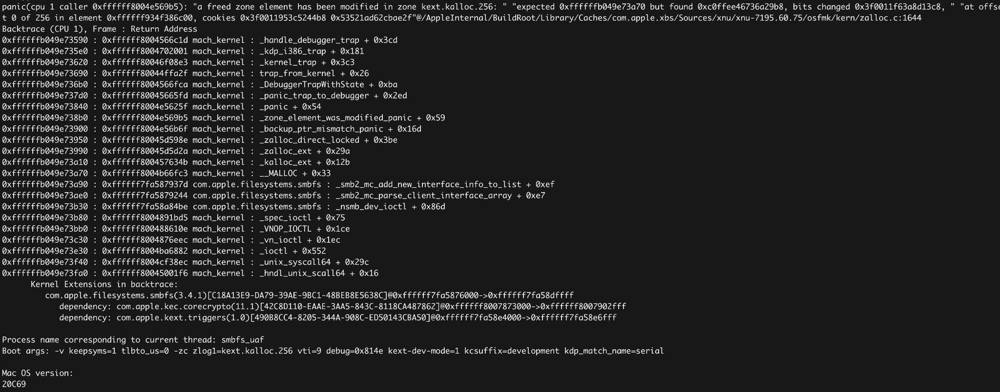 panic(cpu 1 caller 0xffffff8004e569b5): "a freed zone element has been modified in zone kext.kalloc.256: " "expected 0xffffffb049e73a70 but found 0xc0ffee46736a29b8, bits changed 0x3f0011f63a8d13c8, " "at offse
t 0 of 256 in element 0xffffff934f386c00, cookies 0x3f0011953c5244b8 0x53521ad62cbae2f"@/AppleInternal/BuildRoot/Library/Caches/com.apple.xbs/Sources/xnu/xnu-7195.60.75/osfmk/kern/zalloc.c:1644
Backtrace (CPU 1), Frame : Return Address
0xffffffb049e73590 : 0xffffff8004566c1d mach_kernel : _handle_debugger_trap + 0x3cd
0xffffffb049e735e0 : 0xffffff8004702001 mach_kernel : _kdp_i386_trap + 0x181
0xffffffb049e73620 : 0xffffff80046f08e3 mach_kernel : _kernel_trap + 0x3c3
0xffffffb049e73690 : 0xffffff80044ffa2f mach_kernel : trap_from_kernel + 0x26
0xffffffb049e736b0 : 0xffffff8004566fca mach_kernel : _DebuggerTrapWithState + 0xba
0xffffffb049e737d0 : 0xffffff80045665fd mach_kernel : _panic_trap_to_debugger + 0x2ed
0xffffffb049e73840 : 0xffffff8004e5625f mach_kernel : _panic + 0x54
0xffffffb049e738b0 : 0xffffff8004e569b5 mach_kernel : _zone_element_was_modified_panic + 0x59
0xffffffb049e73900 : 0xffffff8004e56b6f mach_kernel : _backup_ptr_mismatch_panic + 0x16d
0xffffffb049e73950 : 0xffffff80045d598e mach_kernel : _zalloc_direct_locked + 0x3be
0xffffffb049e73990 : 0xffffff80045d5d2a mach_kernel : _zalloc_ext + 0x29a
0xffffffb049e73a10 : 0xffffff800457634b mach_kernel : _kalloc_ext + 0x12b
0xffffffb049e73a70 : 0xffffff8004b66fc3 mach_kernel : __MALLOC + 0x33
0xffffffb049e73a90 : 0xffffff7fa587937d com.apple.filesystems.smbfs : _smb2_mc_add_new_interface_info_to_list + 0xef
0xffffffb049e73ae0 : 0xffffff7fa5879244 com.apple.filesystems.smbfs : _smb2_mc_parse_client_interface_array + 0xe7
0xffffffb049e73b30 : 0xffffff7fa58a84be com.apple.filesystems.smbfs : _nsmb_dev_ioctl + 0x86d
0xffffffb049e73b80 : 0xffffff8004891bd5 mach_kernel : _spec_ioctl + 0x75
0xffffffb049e73bb0 : 0xffffff800488610e mach_kernel : _VNOP_IOCTL + 0x1ce
0xffffffb049e73c30 : 0xffffff8004876eec mach_kernel : _vn_ioctl + 0x1ec
0xffffffb049e73e30 : 0xffffff8004ba6882 mach_kernel : _ioctl + 0x552
0xffffffb049e73f40 : 0xffffff8004cf38ec mach_kernel : _unix_syscall64 + 0x29c
0xffffffb049e73fa0 : 0xffffff80045001f6 mach_kernel : _hndl_unix_scall64 + 0x16
Kernel Extensions in backtrace:
com.apple.filesystems.smbfs(3.4.1)[C18A13E9-DA79-39AE-9BC1-48BEB8E5638C]@0xffffff7fa5876000->0xffffff7fa58dffff
dependency: com.apple.kec.corecrypto(11.1)[42C8D110-EAAE-3AA5-843C-8118CA487862]@0xffffff8007873000->0xffffff8007902fff
dependency: com.apple.kext.triggers(1.0)[490B8CC4-8205-344A-908C-ED50143CBA50]@0xffffff7fa58e4000->0xffffff7fa58e6fff
Process name corresponding to current thread: smbfs_uaf
Boot args: -v keepsyms=1 tlbto_us=0 -zc zlog1=kext.kalloc.256 vti=9 debug=0x814e kext-dev-mode=1 kcsuffix=development kdp_match_name=serial
Mac OS version:
20C69